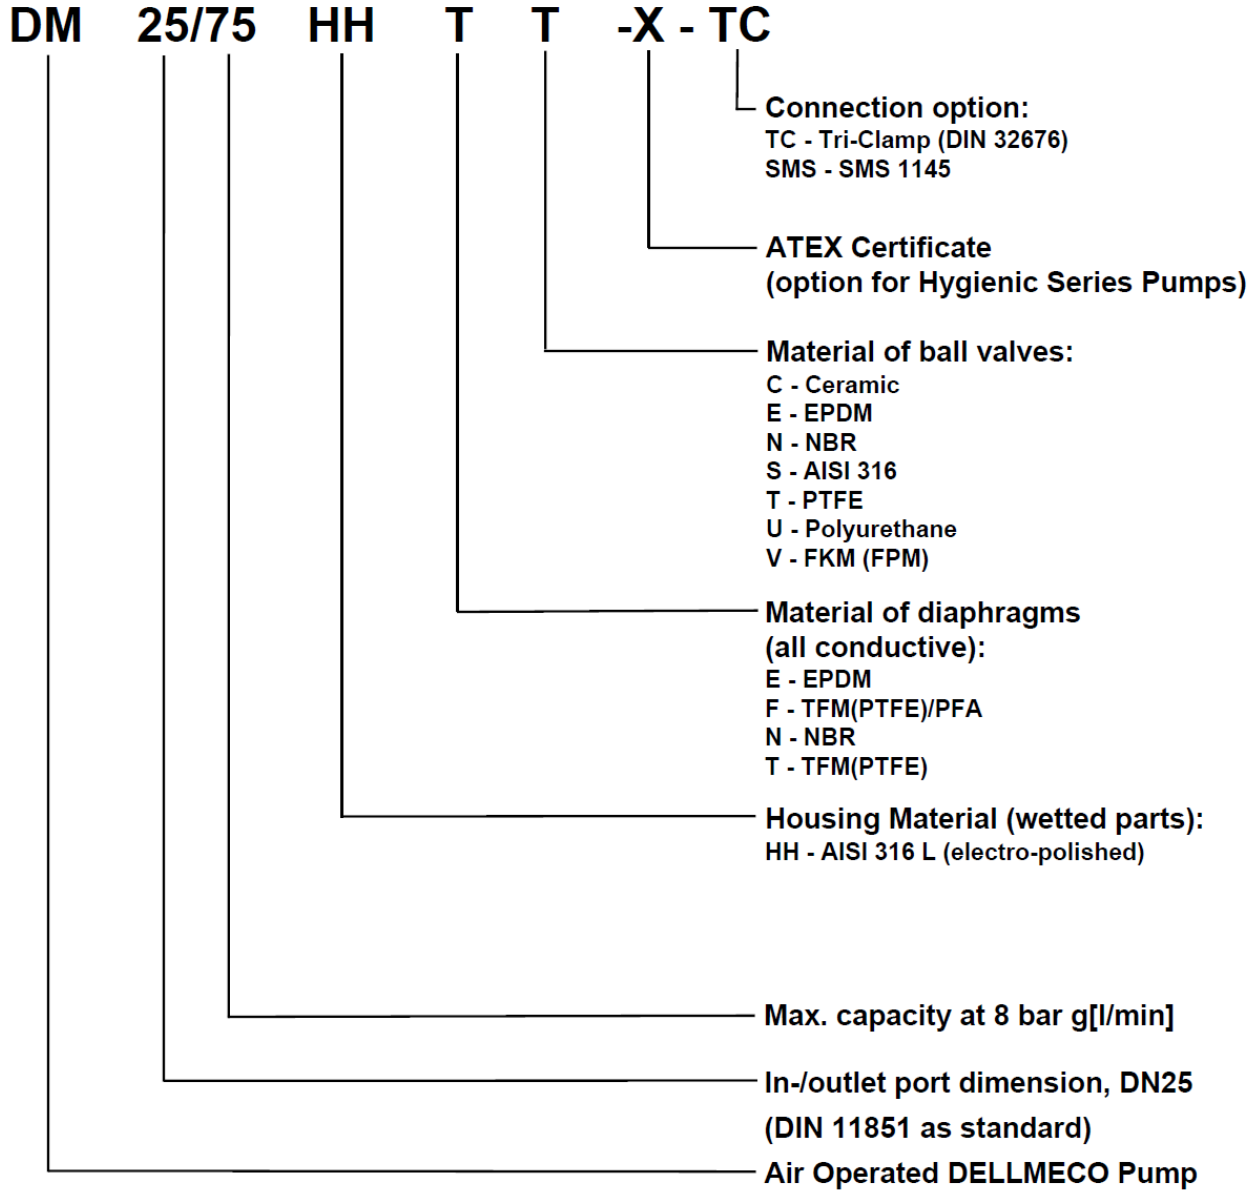 DM 25/75 HH T T -X - TC
Connection option:
TC - Tri-Clamp (DIN 32676)
SMS - SMS 1145
ATEX Certificate
(option for Hygienic Series Pumps)
Material of ball valves:
C - Ceramic
E - EPDM
N - NBR
S - AISI 316
T - PTFE
U - Polyurethane
V - FKM (FPM)
Material of diaphragms
(all conductive):
E - EPDM
F - TFM(PTFE)/PFA
N - NBR
T - TFM(PTFE)
Housing Material (wetted parts):
HH - AISI 316 L (electro-polished)
Max. capacity at 8 bar g[l/min]
In-/outlet port dimension, DN25
(DIN 11851 as standard)
Air Operated DELLMECO Pump